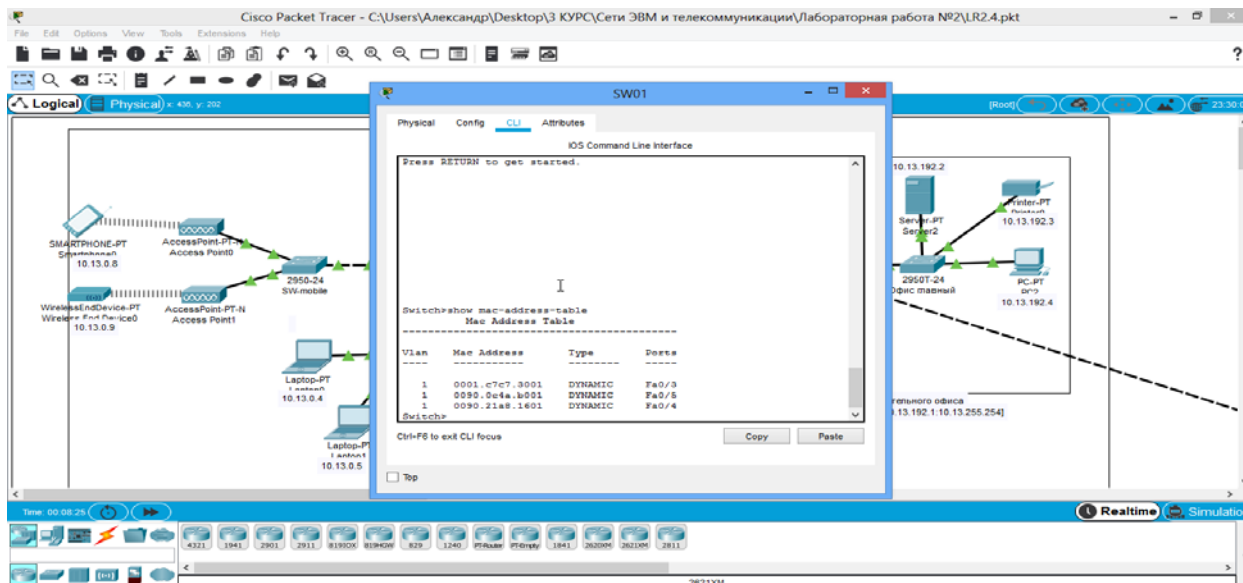 Cisco Packet Tracer - C:\Users\Александр\Desktop\3 КУРС\Сети ЭВМ и телекоммуникации\Лабораторная работа №2\LR2.4.pkt
File Edit Options View Tools Extensions Help
?
Logical Physical x: 436, y: 202
[Root]
23:30:0
SW01
Physical Config CLI Attributes
IOS Command Line Interface
Press RETURN to get started.
Switch>show mac-address-table
Mac Address Table
Vlan Mac Address Type Ports
1 0001.c7c7.3001 DYNAMIC Fa0/3
1 0090.0c4a.b001 DYNAMIC Fa0/5
1 0090.21a8.1601 DYNAMIC Fa0/4
Switch>
Ctrl+F6 to exit CLI focus
Copy Paste
Top
SMARTPHONE-PT
10.13.0.8
AccessPoint-PT-N
Access Point0
WirelessEndDevice-PT
Wireless End Device0
10.13.0.9
AccessPoint-PT-N
Access Point1
2950-24
SW-mobile
Laptop-PT
10.13.0.4
Laptop-PT
10.13.0.5
10.13.192.2
Server-PT
Server2
Printer-PT
10.13.192.3
2950T-24
Офис главный
PC-PT
PC2
10.13.192.4
.13.192.1:10.13.255.254]
Time: 00:08:25
Realtime Simulatio
4321 1941 2901 2911 819IOX 819HGW 829 1240 PT-Router PT-Empty 1841 2620XM 2621XM 2811
2621XM